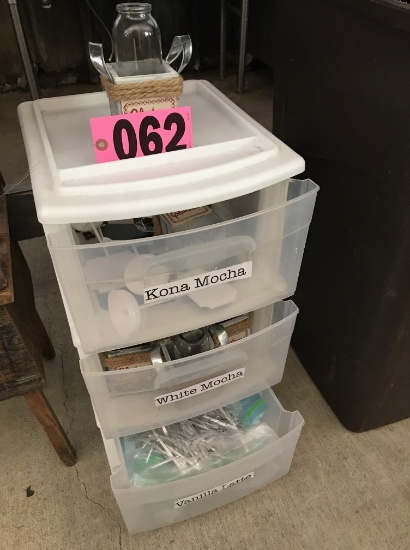 062
Kona Mocha
White Mocha
Vanilla Latte